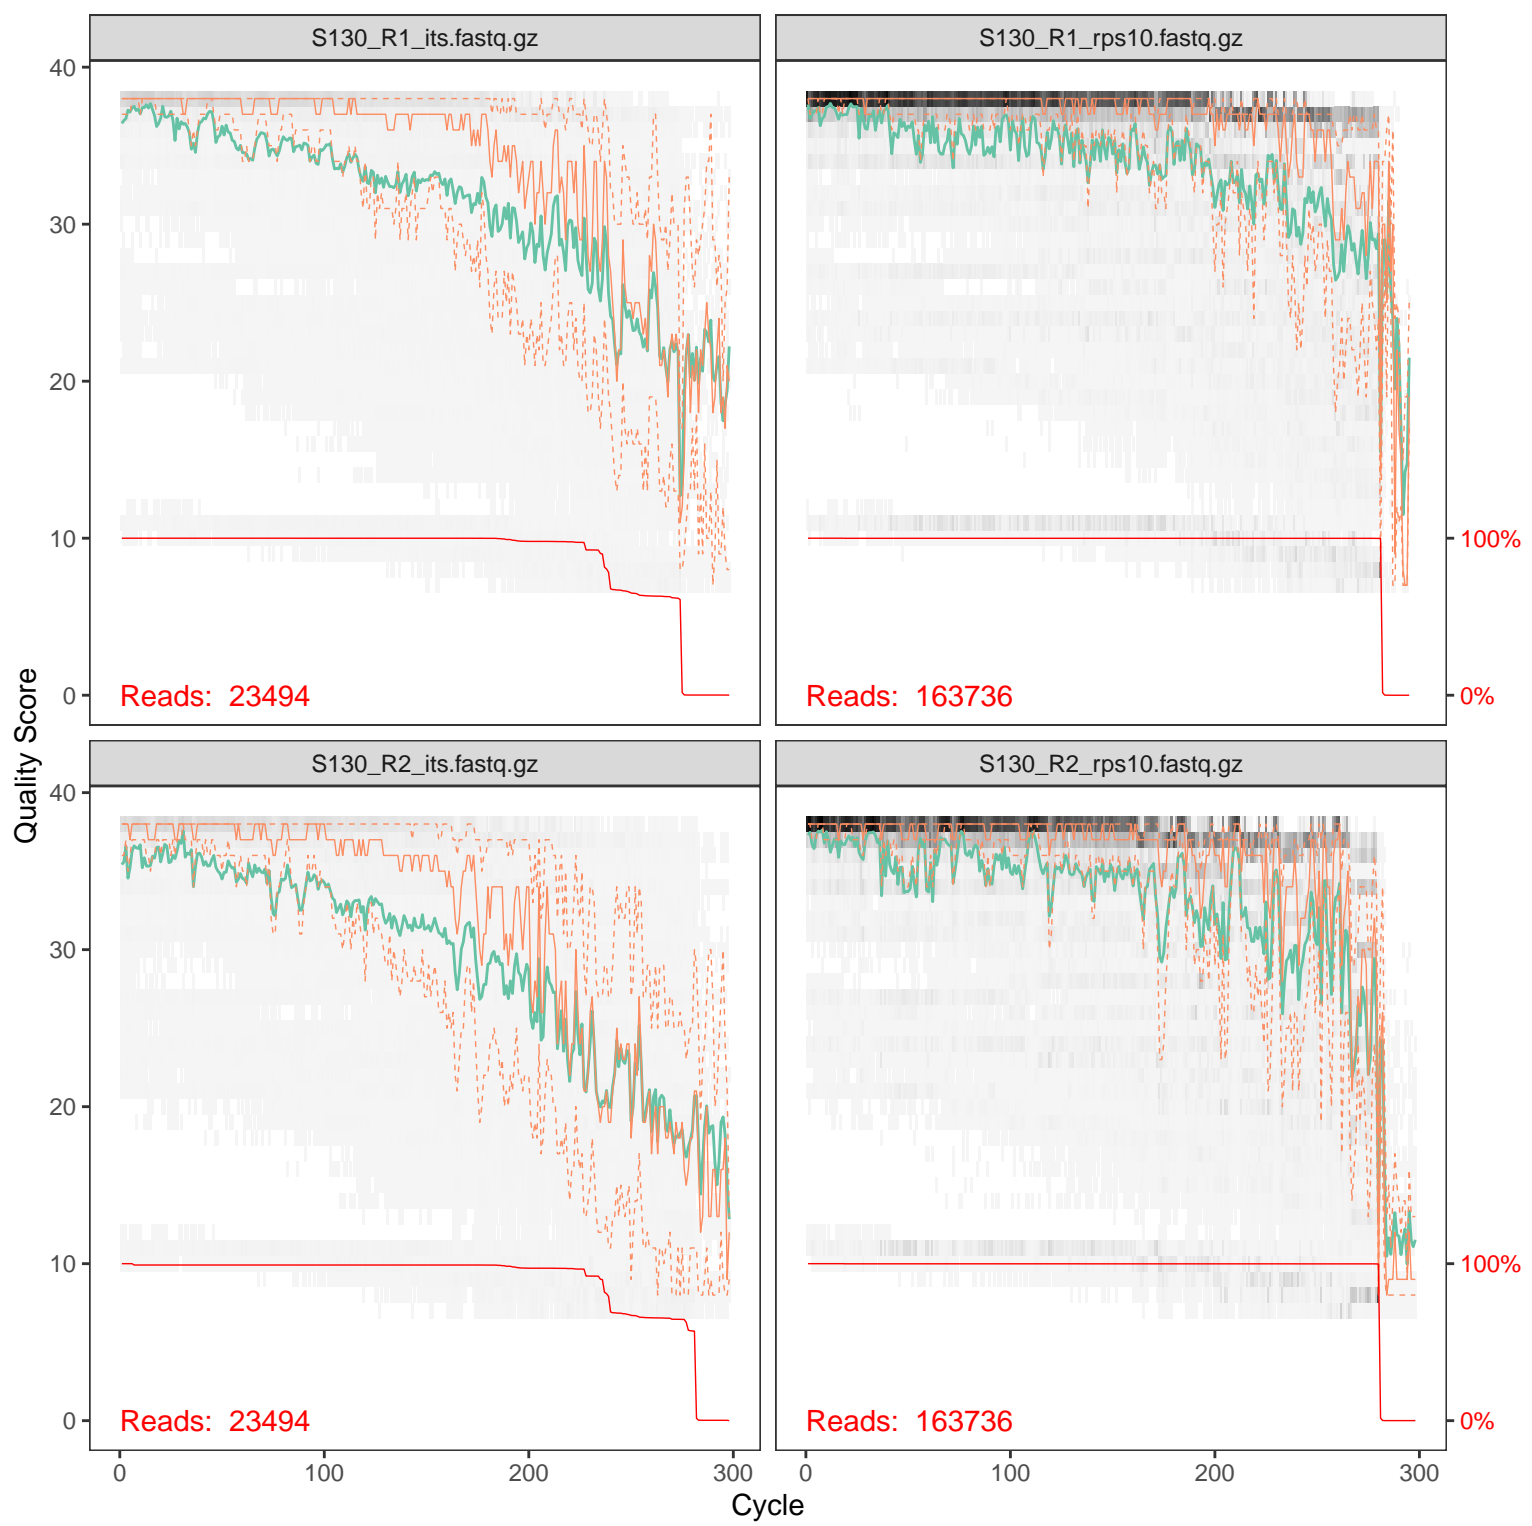 S130_R1_its.fastq.gz
S130_R1_rps10.fastq.gz
40
30
20
10
0
Reads: 23494
Reads: 163736
100%
0%
Quality Score
S130_R2_its.fastq.gz
S130_R2_rps10.fastq.gz
40
30
20
10
0
Reads: 23494
Reads: 163736
100%
0%
0 100 200 300
0 100 200 300
Cycle